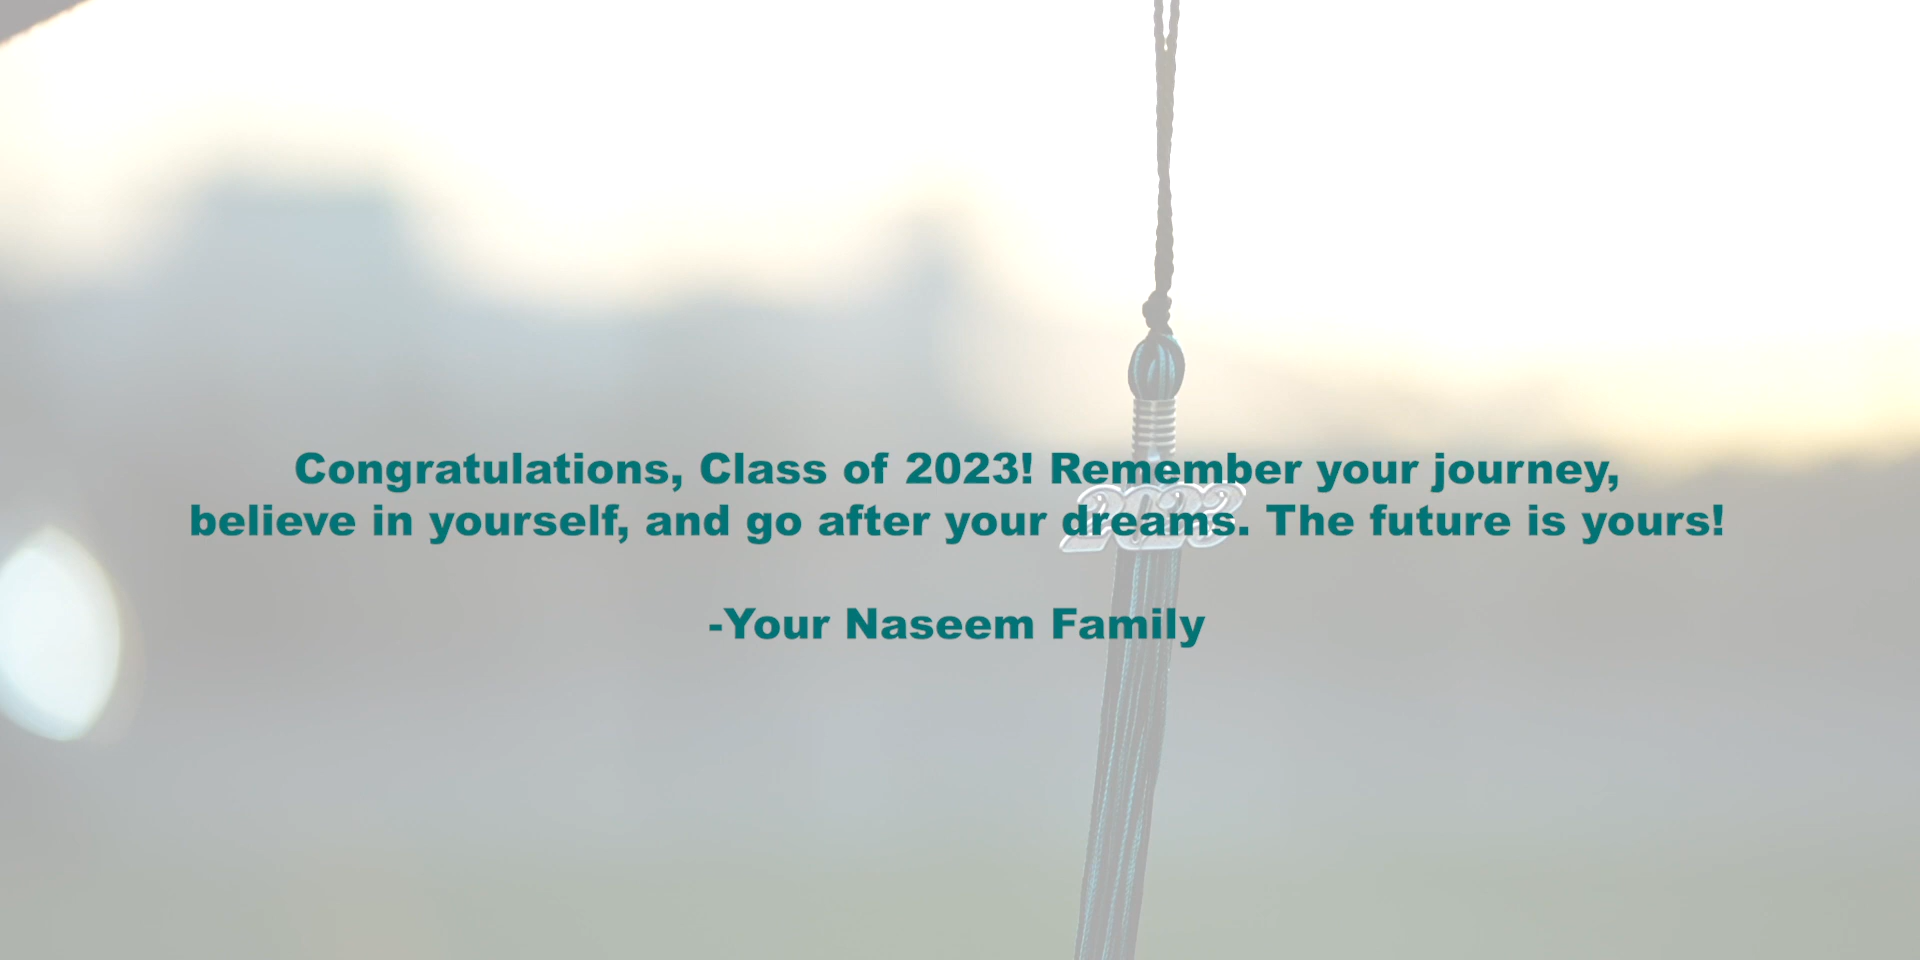 Congratulations, Class of 2023! Remember your journey,
believe in yourself, and go after your dreams. The future is yours!
-Your Naseem Family
2023